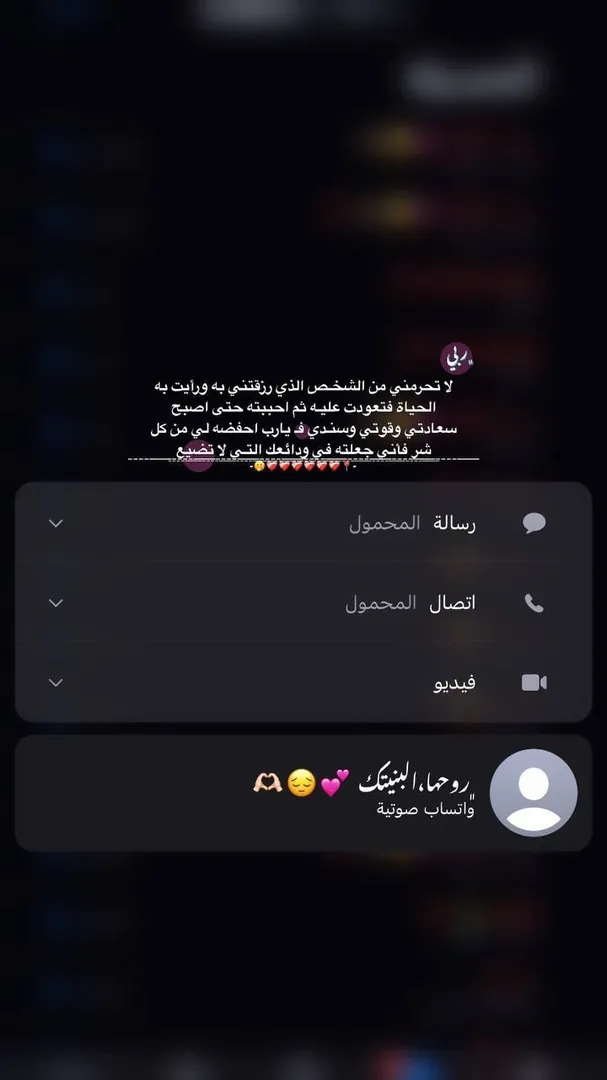 ربي
لا تحرمني من الشخص الذي رزقتني به ورأيت به
الحياة فتعودت عليه ثم احببته حتى اصبح
سعادتي وقوتي وسندي فـ يارب احفضه لي من كل
شر فأني جعلته في ودائعك التي لا تضيع
رسالة المحمول
اتصال المحمول
فيديو
روحها،البنيتك 💕😔🫶🏻
واتساب صوتية